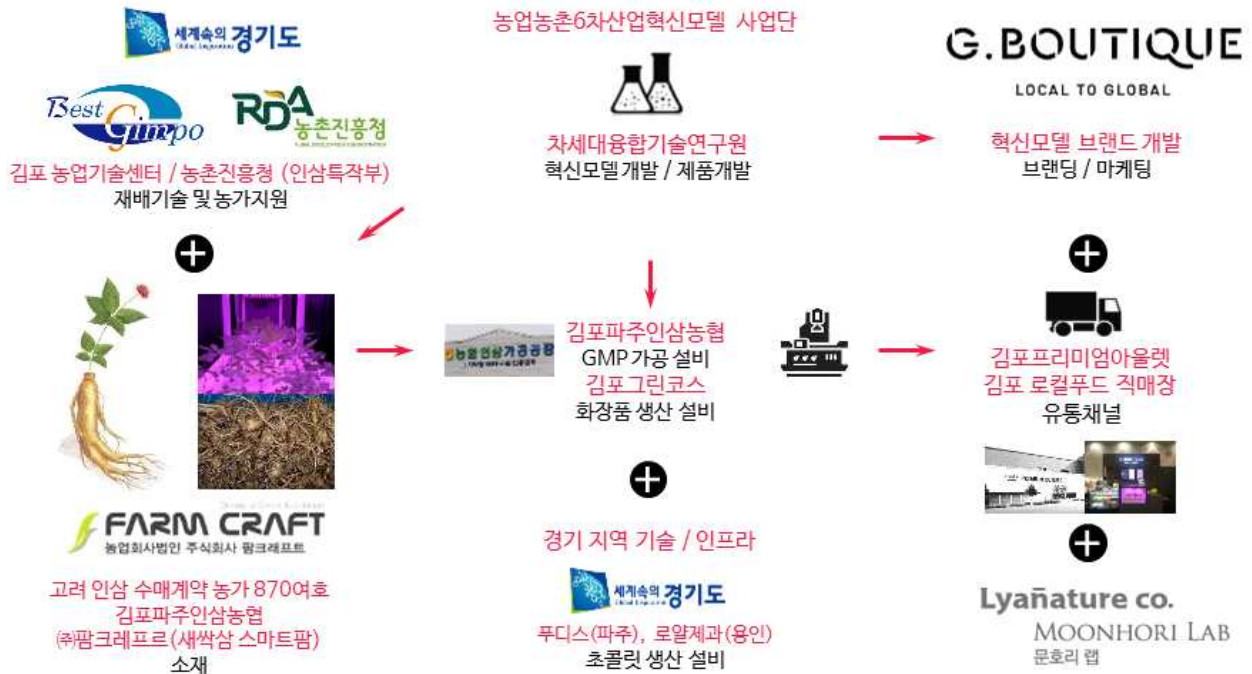 세계속의 경기도
Global Inspiration
Best Gimpo
RDA
농촌진흥청
김포 농업기술센터 / 농촌진흥청 (인삼특작부)
재배기술 및 농가지원
FARM CRAFT
농업회사법인 주식회사 팜크래프트
고려 인삼 수매계약 농가 870여호
김포파주인삼농협
㈜팜크레프르(새싹삼 스마트팜)
소재
농업농촌6차산업혁신모델 사업단
차세대융합기술연구원
혁신모델 개발 / 제품개발
농협인삼가공공장
김포파주인삼농협
GMP 가공 설비
김포그린코스
화장품 생산 설비
경기 지역 기술 / 인프라
세계속의 경기도
Global Inspiration
푸디스(파주), 로얄제과(용인)
초콜릿 생산 설비
G.BOUTIQUE
LOCAL TO GLOBAL
혁신모델 브랜드 개발
브랜딩 / 마케팅
김포프리미엄아울렛
김포 로컬푸드 직매장
유통채널
Lyañature co.
MOONHORI LAB
문호리 랩